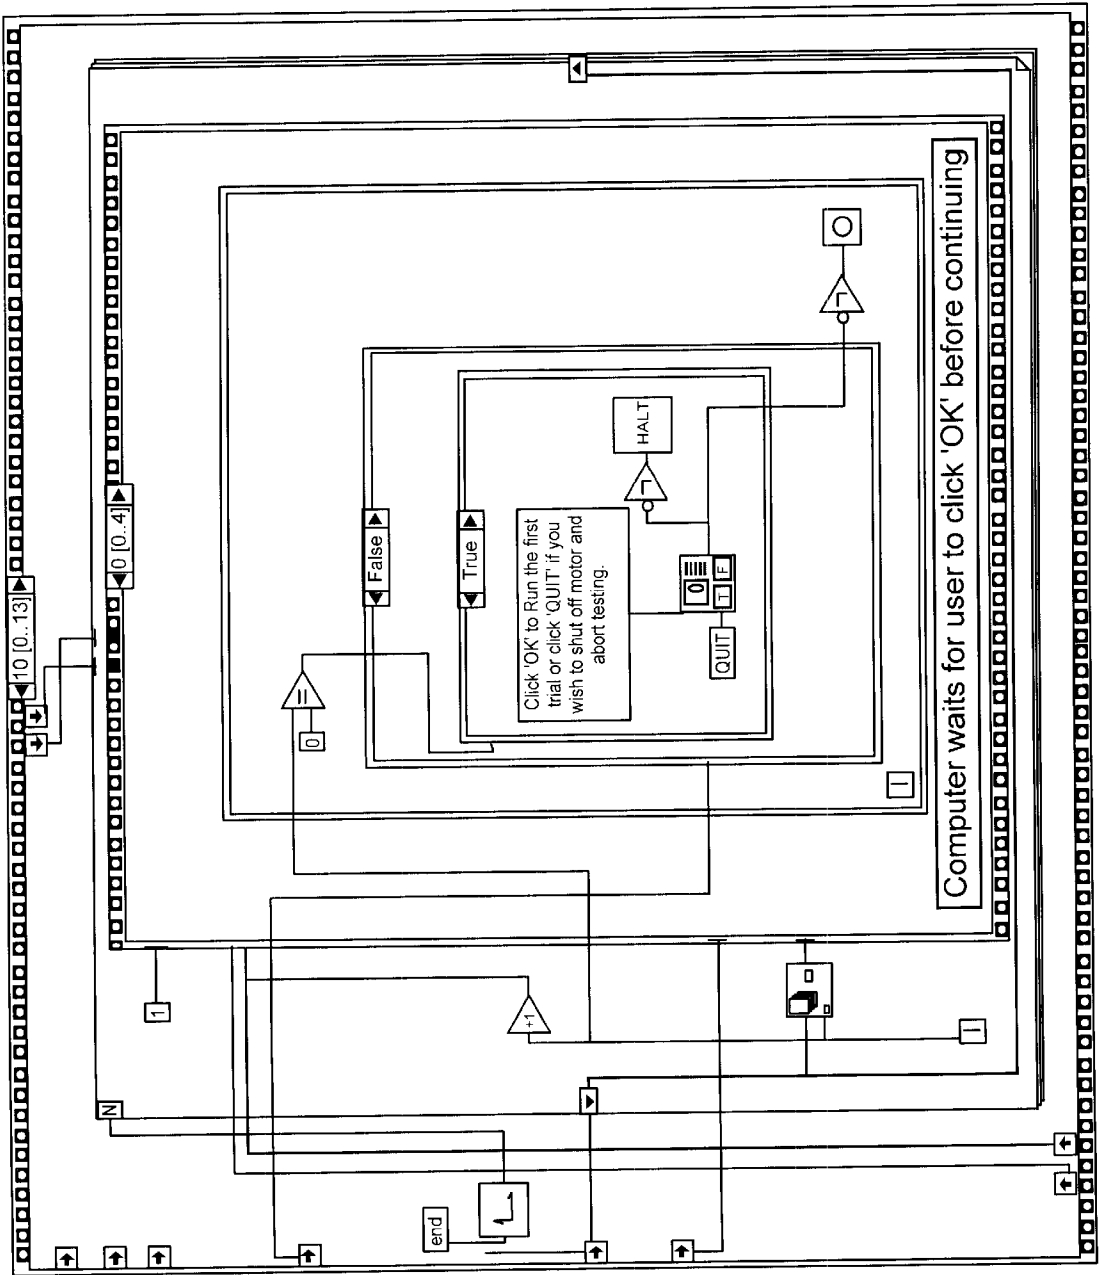 10 [0..13]
N
0 [0..4]
1
+1
end
0
=
False
True
Click 'OK' to Run the first
trial or click 'QUIT' if you
wish to shut off motor and
abort testing.
HALT
QUIT
T
F
Computer waits for user to click 'OK' before continuing